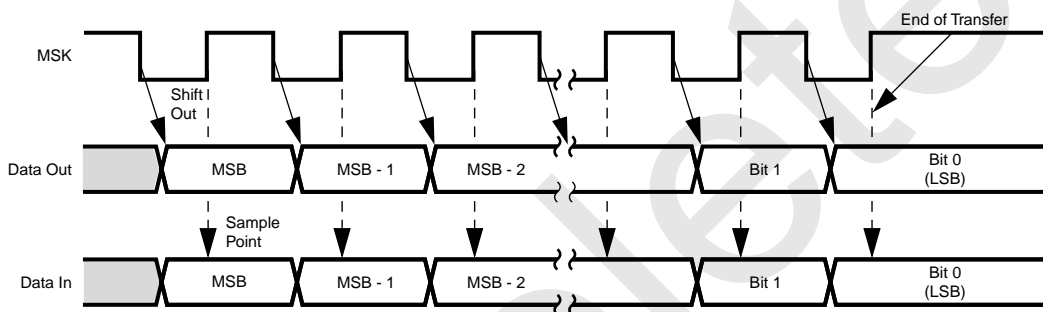 End of Transfer
MSK
Shift
Out
Data Out
MSB
MSB - 1
MSB - 2
Bit 1
Bit 0
(LSB)
Sample
Point
Data In
MSB
MSB - 1
MSB - 2
Bit 1
Bit 0
(LSB)